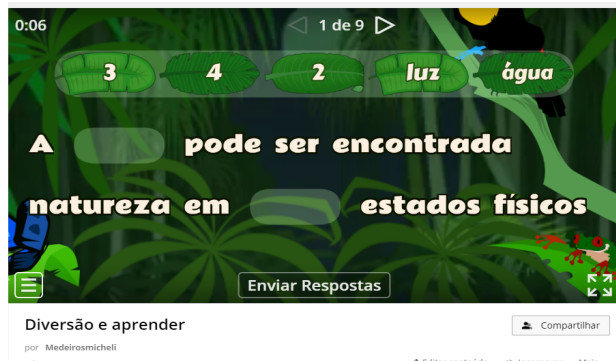 0:06
1 de 9
3 4 2 luz água
A pode ser encontrada
natureza em estados físicos
Enviar Respostas
Diversão e aprender
Compartilhar
por Medeirosmicheli